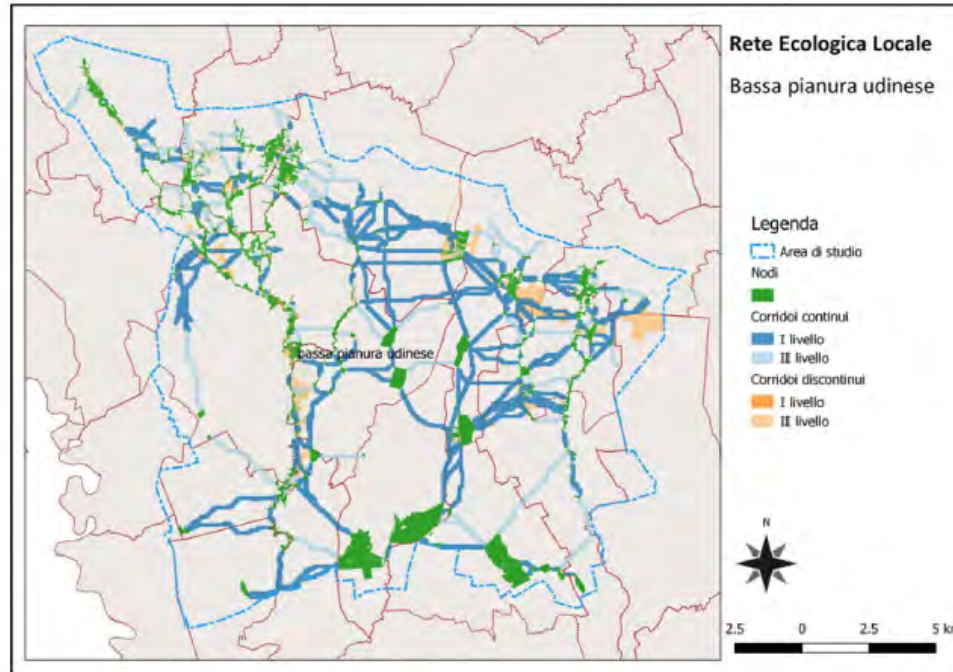 Rete Ecologica Locale
Bassa pianura udinese
bassa pianura udinese
Legenda
Area di studio
Nodi
Corridoi continui
I livello
II livello
Corridoi discontinui
I livello
II livello
N
2.5 0 2.5 5 km